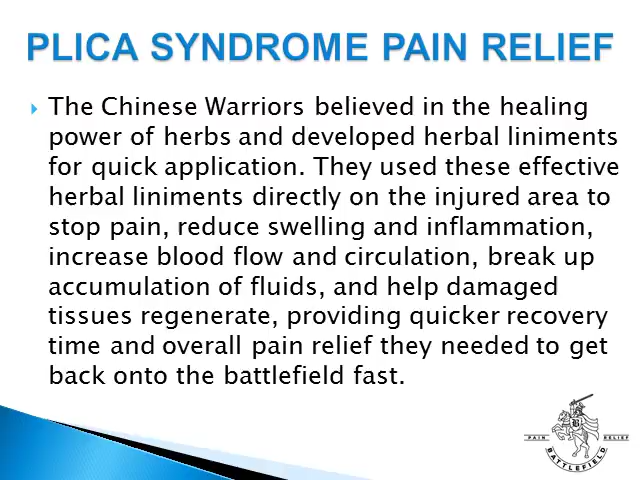 PLICA SYNDROME PAIN RELIEF
The Chinese Warriors believed in the healing
power of herbs and developed herbal liniments
for quick application. They used these effective
herbal liniments directly on the injured area to
stop pain, reduce swelling and inflammation,
increase blood flow and circulation, break up
accumulation of fluids, and help damaged
tissues regenerate, providing quicker recovery
time and overall pain relief they needed to get
back onto the battlefield fast.
B
PAIN RELIEF
BATTLEFIELD